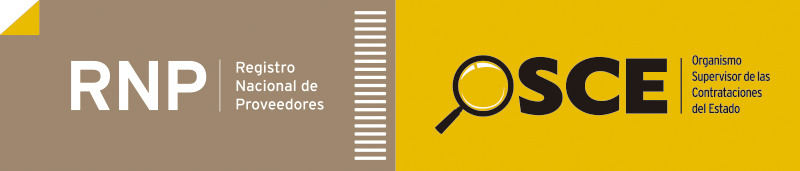 RNP
Registro
Nacional de
Proveedores
OSCE
Organismo
Supervisor de las
Contrataciones
del Estado